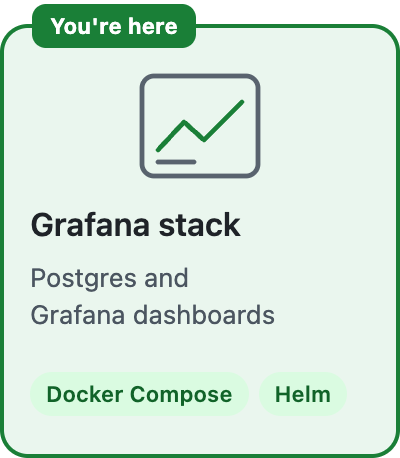 You're here
Grafana stack
Postgres and
Grafana dashboards
Docker Compose
Helm